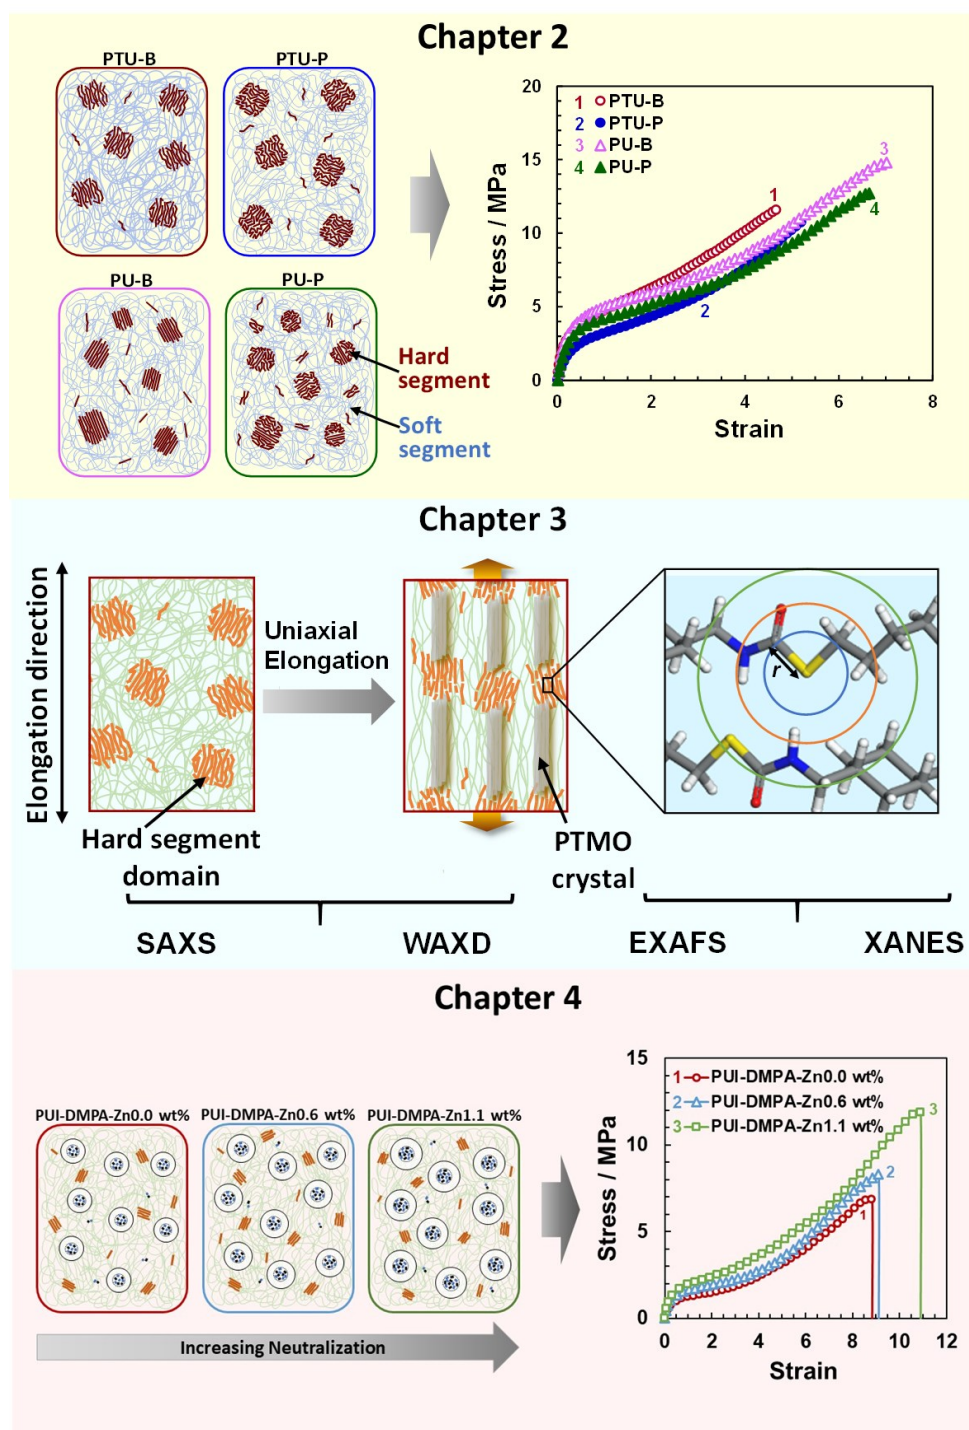 Chapter 2
PTU-B
PTU-P
PU-B
PU-P
Hard
segment
Soft
segment
20
15
10
5
0
Stress / MPa
1 PTU-B
2 PTU-P
3 PU-B
4 PU-P
1
2
3
4
0 2 4 6 8
Strain
Chapter 3
Elongation direction
Uniaxial
Elongation
r
Hard segment
domain
PTMO
crystal
SAXS
WAXD
EXAFS
XANES
Chapter 4
PUI-DMPA-Zn0.0 wt%
PUI-DMPA-Zn0.6 wt%
PUI-DMPA-Zn1.1 wt%
Increasing Neutralization
15
10
5
0
Stress / MPa
1 PUI-DMPA-Zn0.0 wt%
2 PUI-DMPA-Zn0.6 wt%
3 PUI-DMPA-Zn1.1 wt%
1
2
3
0 2 4 6 8 10 12
Strain